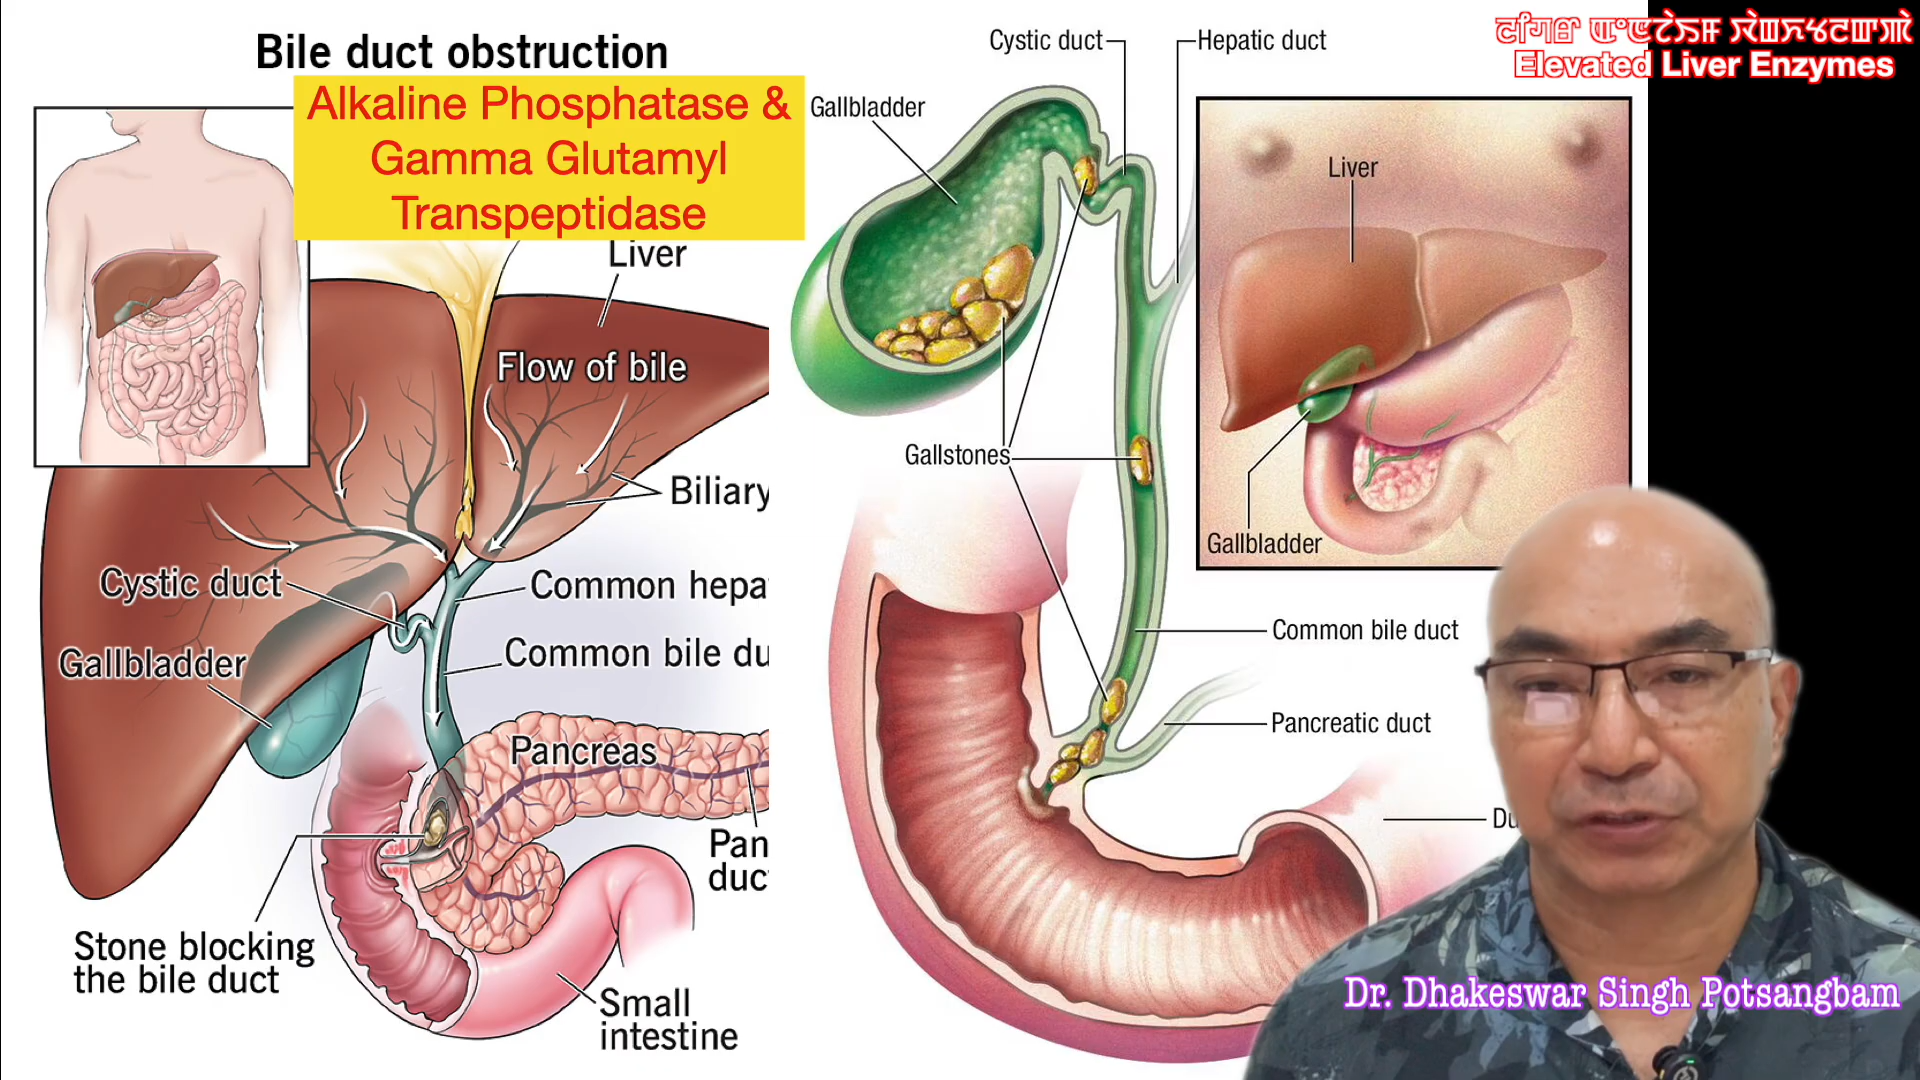 Bile duct obstruction
Alkaline Phosphatase &
Gamma Glutamyl
Transpeptidase
Liver
Flow of bile
Biliary
Cystic duct
Common hepa
Gallbladder
Common bile du
Pancreas
Pan
duc
Stone blocking
the bile duct
Small
intestine
Cystic duct
Hepatic duct
Gallbladder
Liver
Gallstones
Gallbladder
Common bile duct
Pancreatic duct
Du
Elevated Liver Enzymes
Dr. Dhakeswar Singh Potsangbam